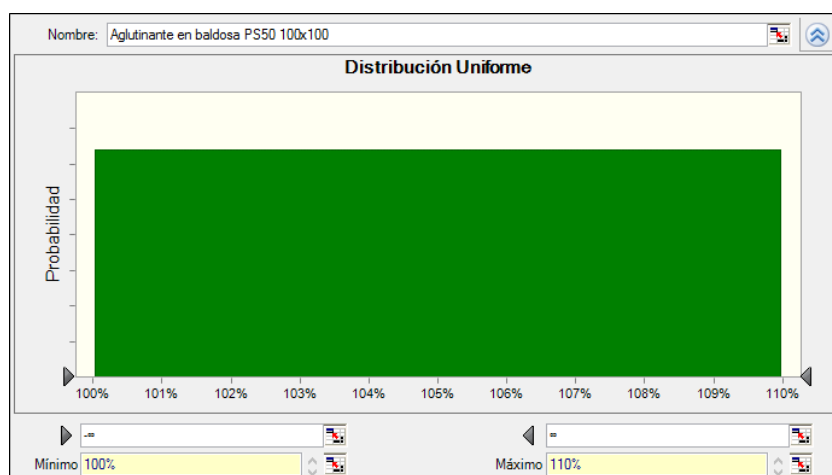 Nombre: Aglutinante en baldosa PS50 100x100
Distribución Uniforme
Probabilidad
100% 101% 102% 103% 104% 105% 106% 107% 108% 109% 110%
-∞ ∞
Mínimo 100% Máximo 110%